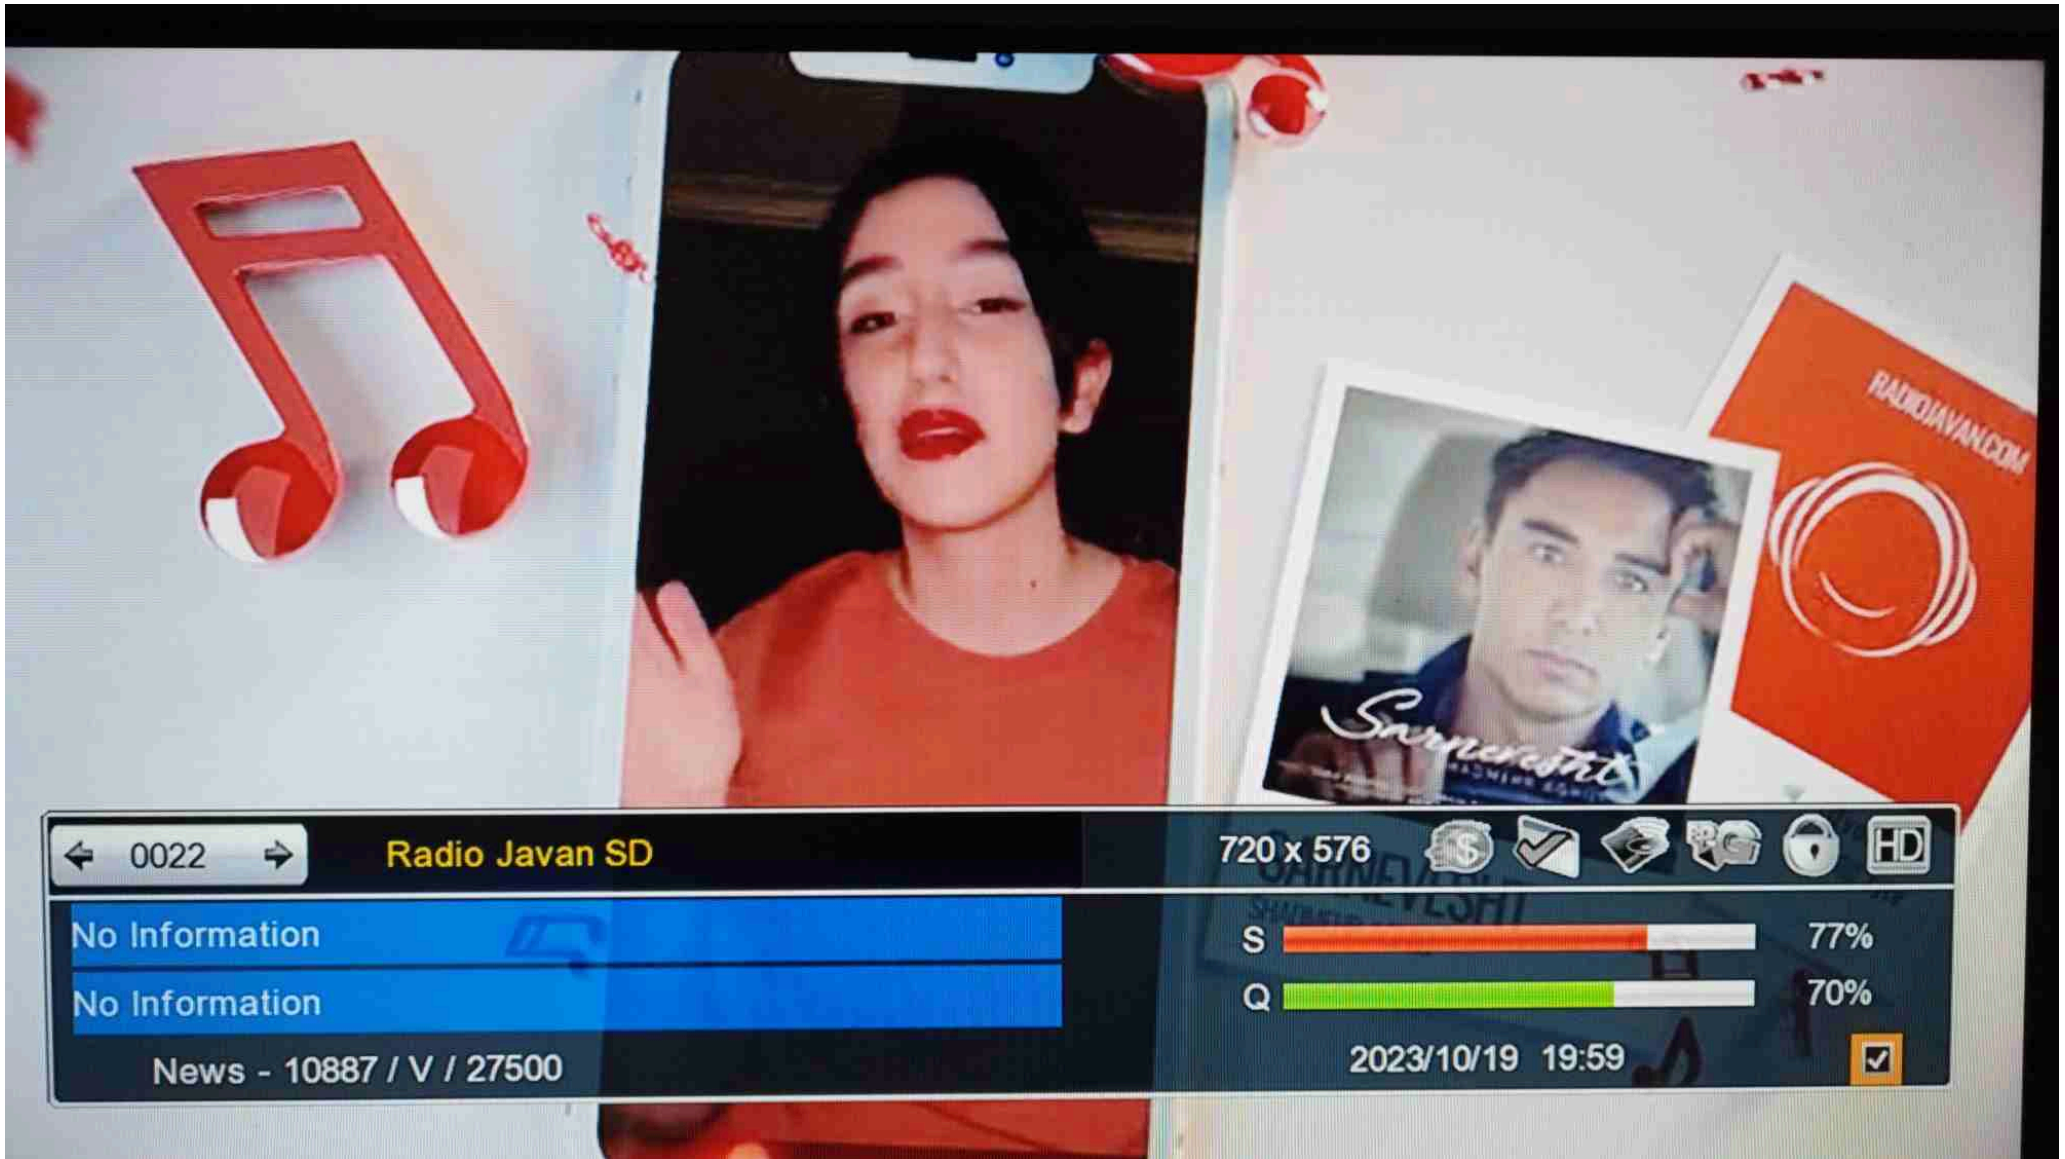 RADIOJAVAN.COM
Sarnevesht
0022
Radio Javan SD
720 x 576
HD
SARNEVESHT
No Information
S
77%
No Information
Q
70%
News - 10887 / V / 27500
2023/10/19 19:59